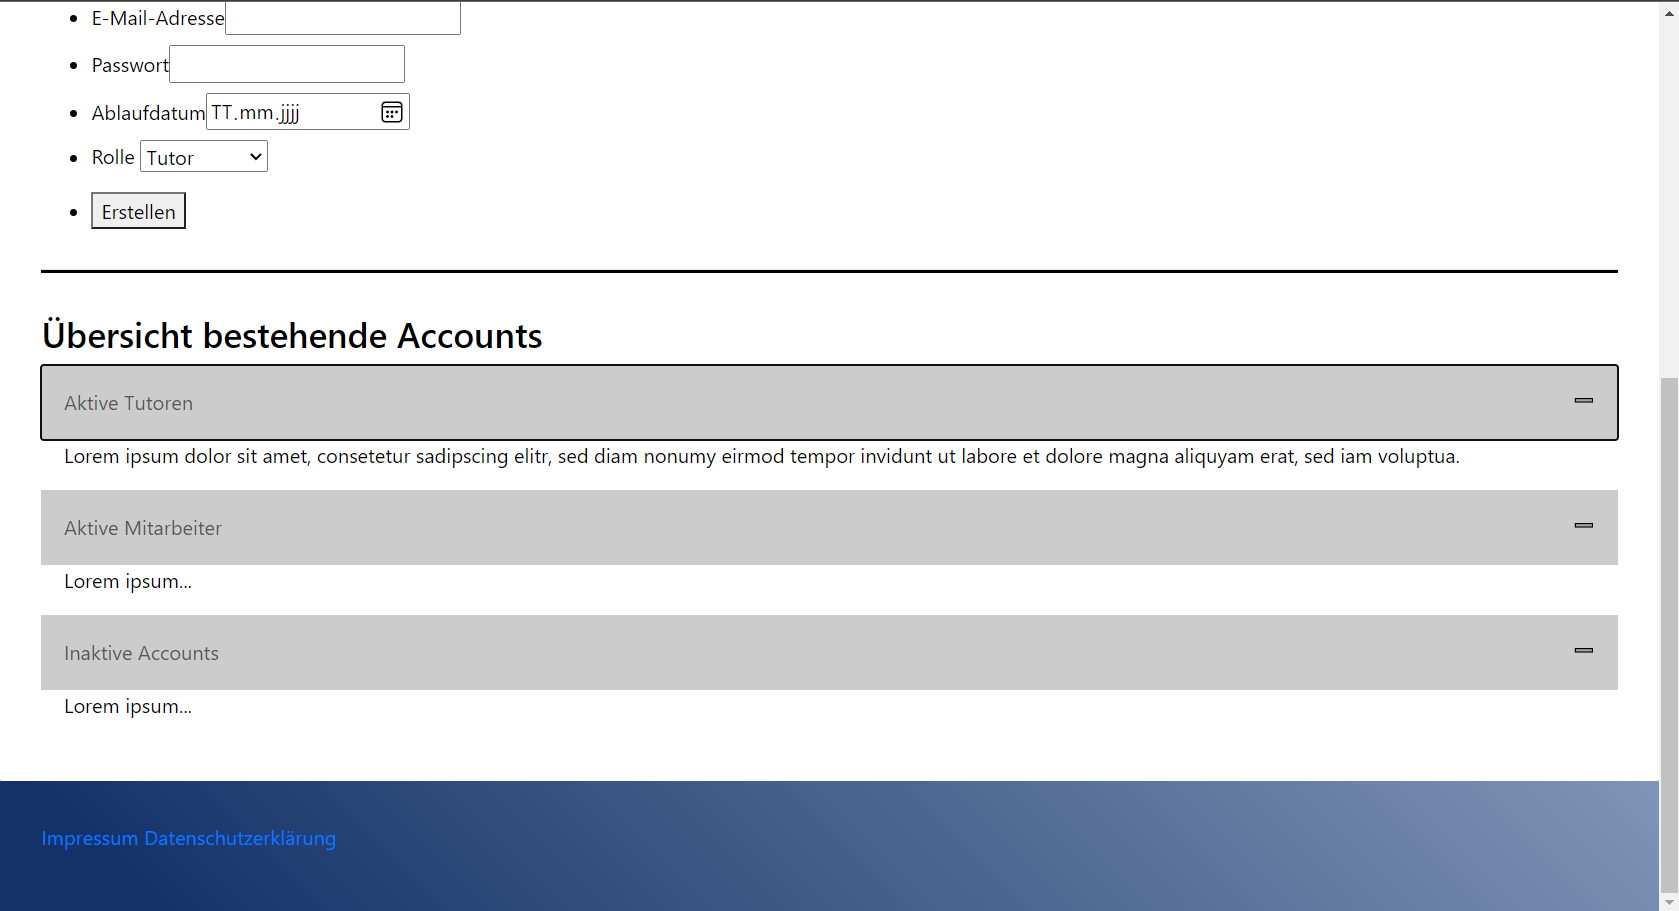 E-Mail-Adresse
Passwort
Ablaufdatum TT.mm.jjjj
Rolle Tutor
Erstellen
Übersicht bestehende Accounts
Aktive Tutoren
Lorem ipsum dolor sit amet, consetetur sadipscing elitr, sed diam nonumy eirmod tempor invidunt ut labore et dolore magna aliquyam erat, sed iam voluptua.
Aktive Mitarbeiter
Lorem ipsum...
Inaktive Accounts
Lorem ipsum...
Impressum Datenschutzerklärung